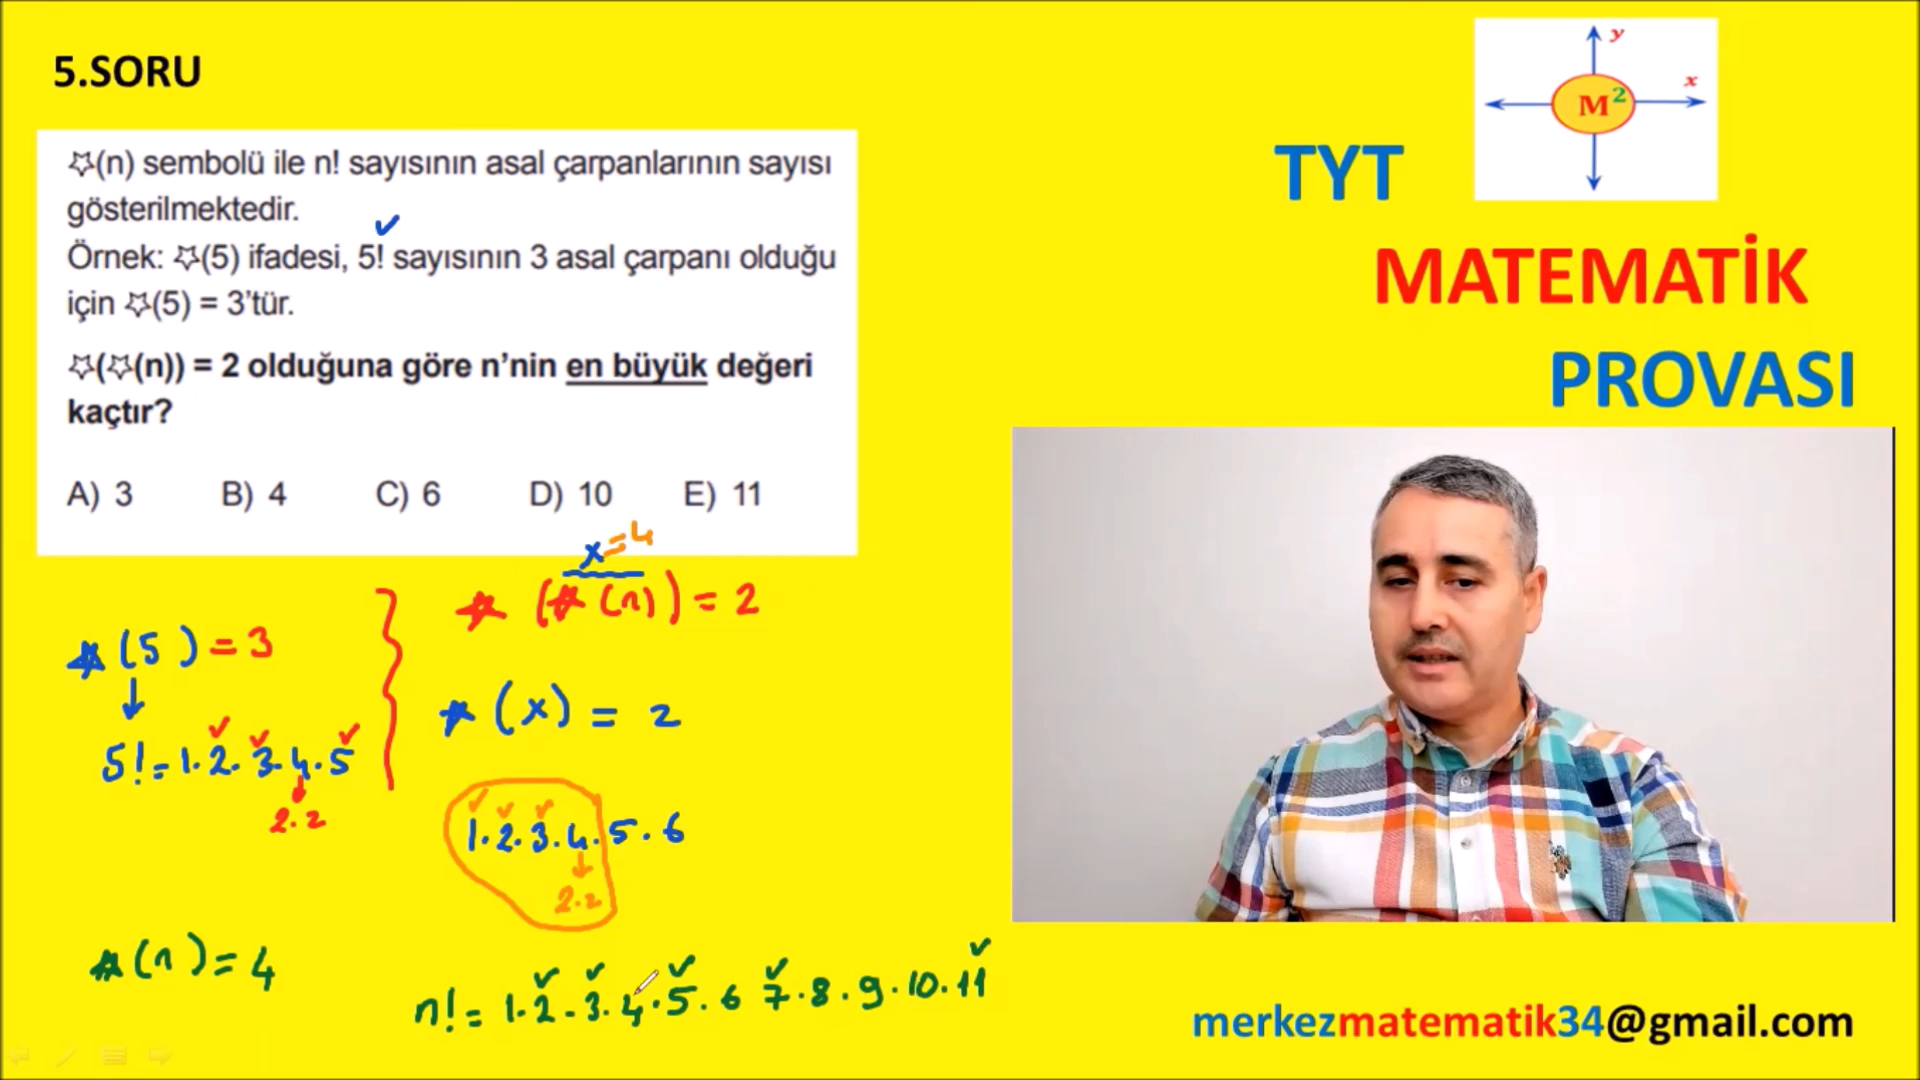 5.SORU
☆(n) sembolü ile n! sayısının asal çarpanlarının sayısı
gösterilmektedir.
Örnek: ☆(5) ifadesi, 5! sayısının 3 asal çarpanı olduğu
için ☆(5) = 3'tür.
☆(☆(n)) = 2 olduğuna göre n'nin en büyük değeri
kaçtır?
A) 3 B) 4 C) 6 D) 10 E) 11
y
x
M²
TYT
MATEMATİK
PROVASI
☆(5) = 3
5! = 1.2.3.4.5
2.2
x=4
☆(☆(n)) = 2
☆(x) = 2
1.2.3.4.5.6
2.2
☆(n) = 4
n! = 1.2.3.4.5.6 7.8.9.10.11
merkezmatematik34@gmail.com